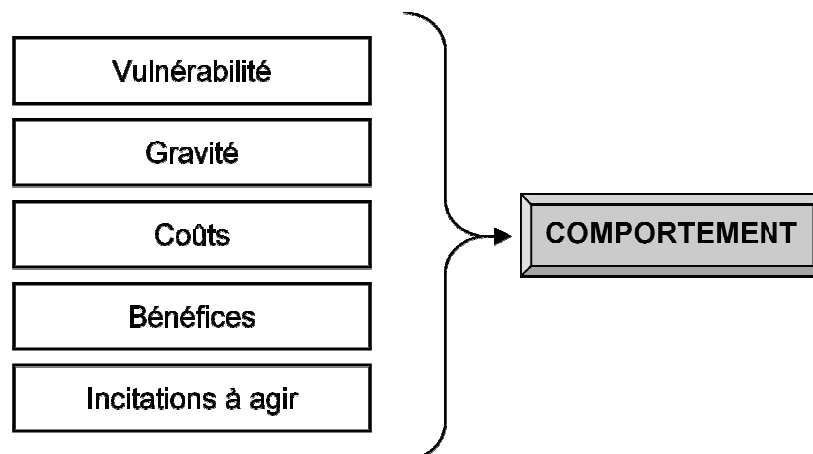 Vulnérabilité
Gravité
Coûts
Bénéfices
Incitations à agir
COMPORTEMENT